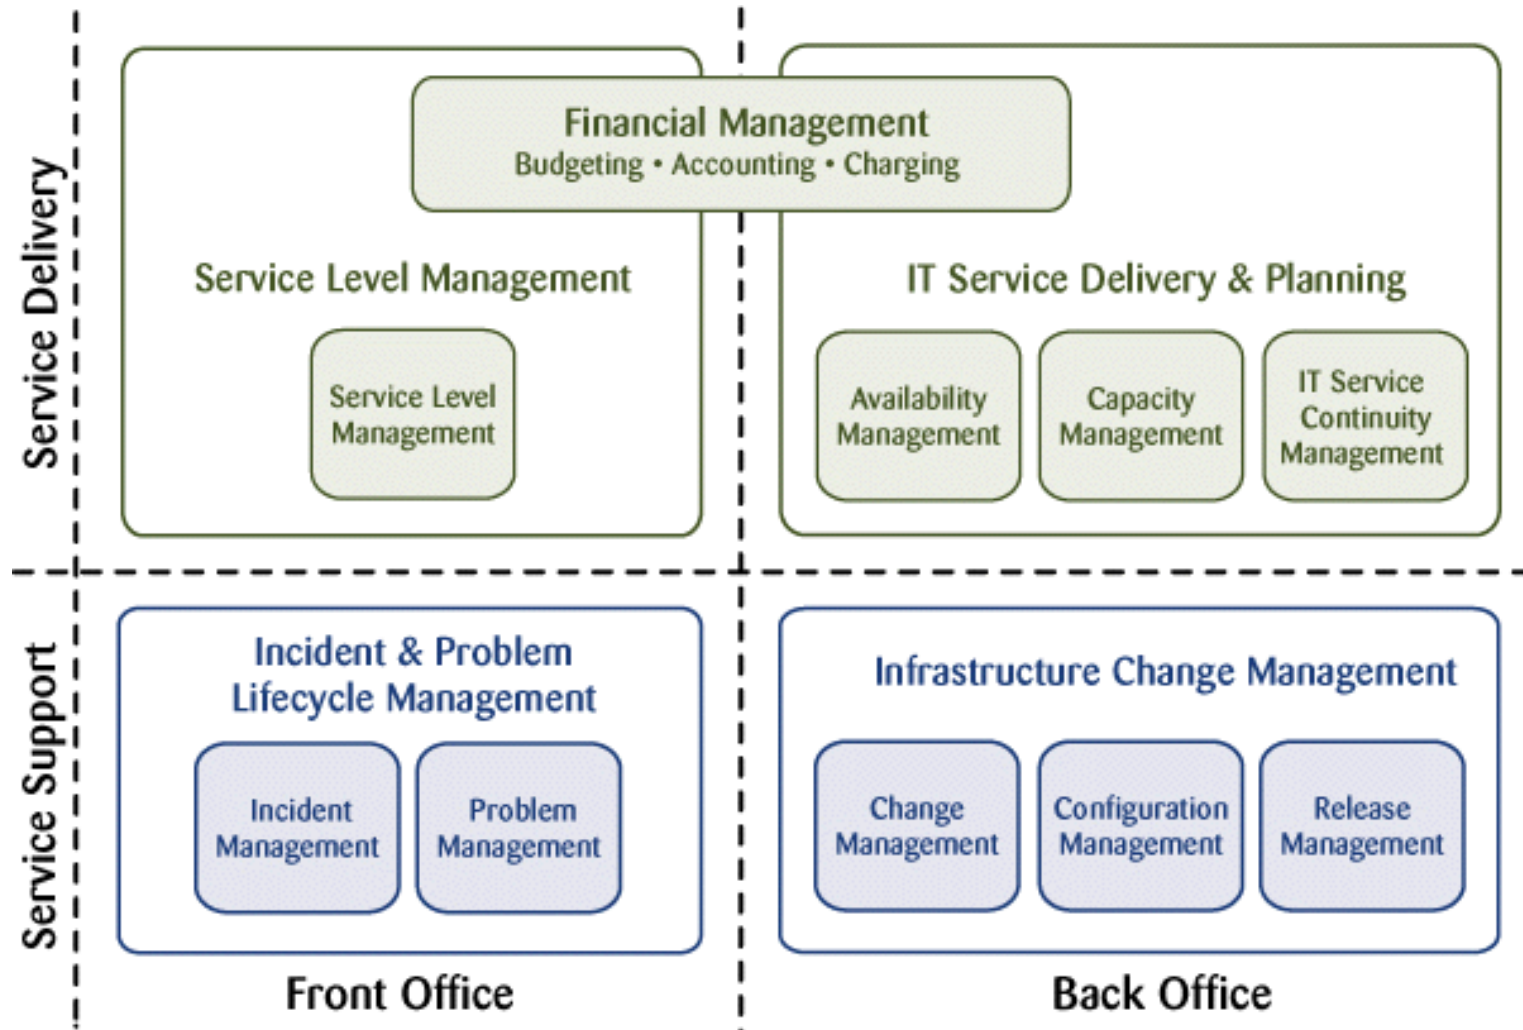 Service Delivery
Financial Management
Budgeting • Accounting • Charging
Service Level Management
Service Level
Management
IT Service Delivery & Planning
Availability
Management
Capacity
Management
IT Service
Continuity
Management
Service Support
Incident & Problem
Lifecycle Management
Incident
Management
Problem
Management
Infrastructure Change Management
Change
Management
Configuration
Management
Release
Management
Front Office
Back Office